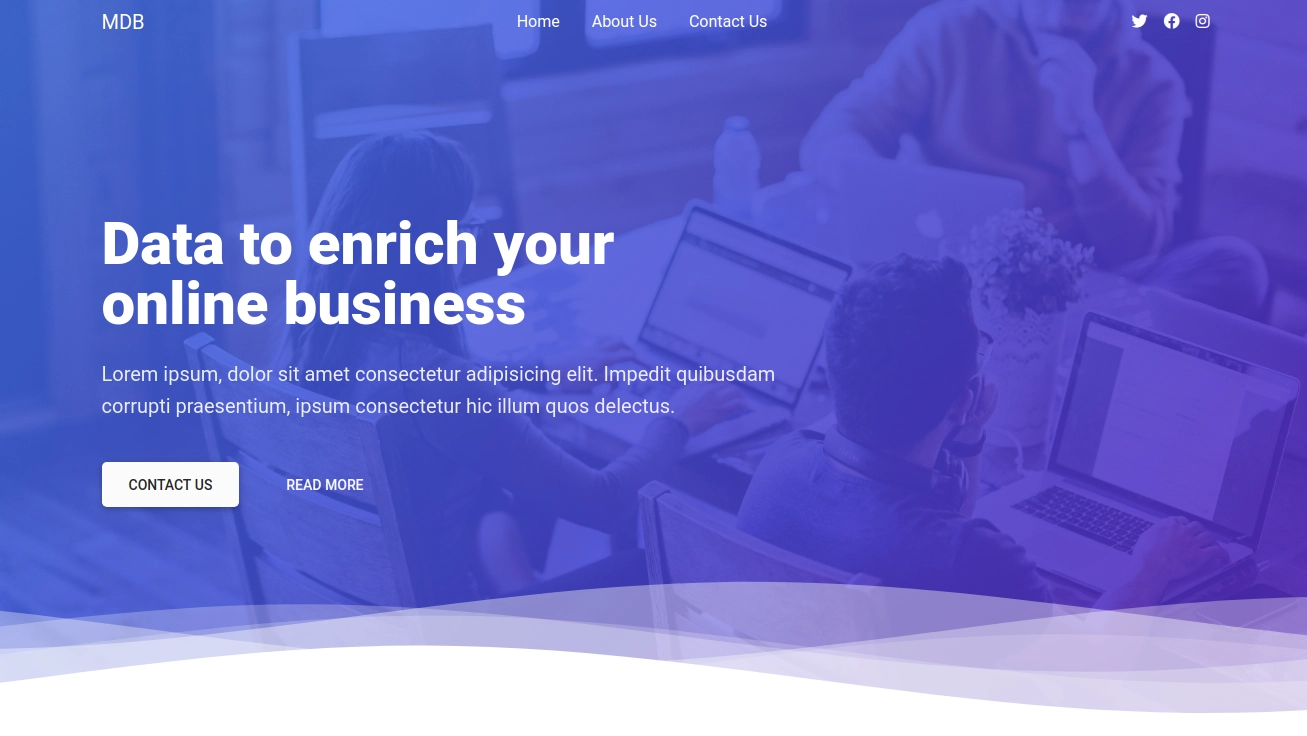 MDB
Home
About Us
Contact Us
Data to enrich your
online business
Lorem ipsum, dolor sit amet consectetur adipisicing elit. Impedit quibusdam
corrupti praesentium, ipsum consectetur hic illum quos delectus.
CONTACT US
READ MORE